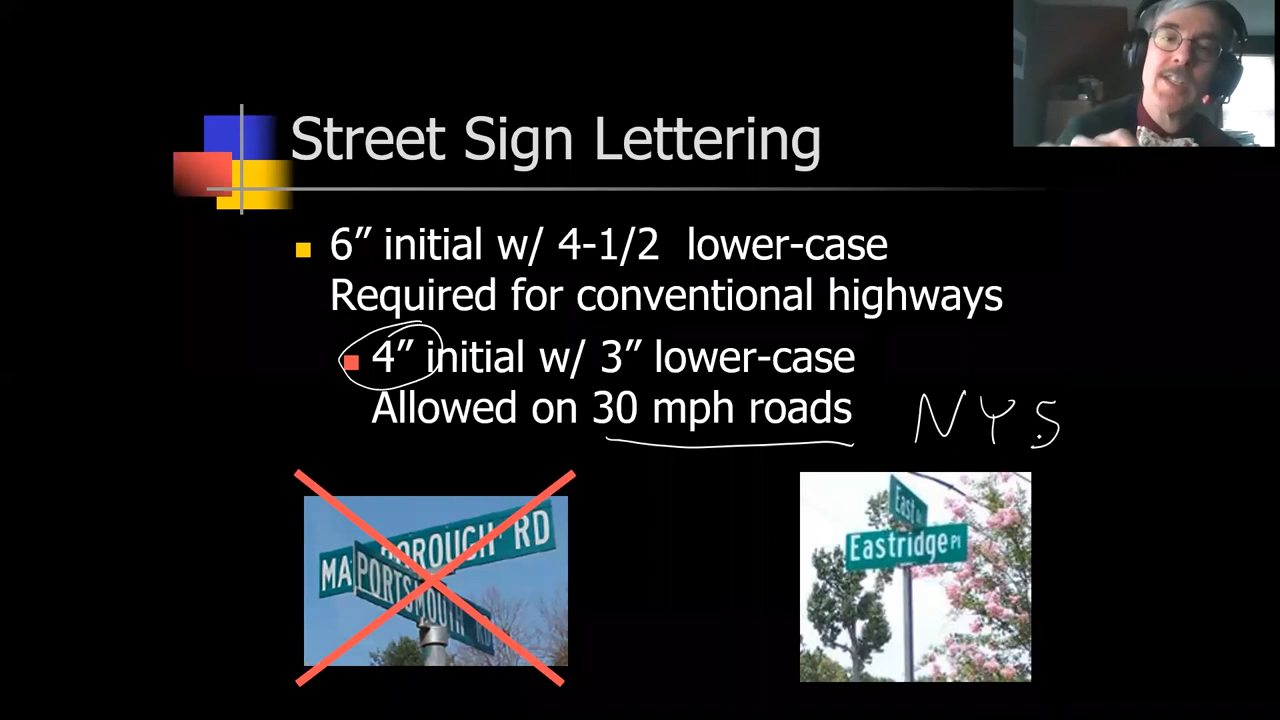 Street Sign Lettering
6” initial w/ 4-1/2 lower-case
Required for conventional highways
4” initial w/ 3” lower-case
Allowed on 30 mph roads
NYS
OROUGH RD
MA
PORTSMOUTH RD
East
Eastridge Pl